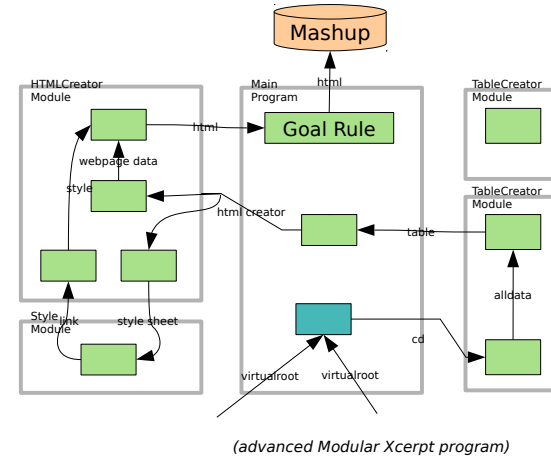 Mashup
html
HTMLCreator
Module
Main
Program
TableCreator
Module
html
Goal Rule
webpage data
style
html creator
TableCreator
Module
table
alldata
Style
Module
link
style sheet
cd
virtualroot
virtualroot
(advanced Modular Xcerpt program)